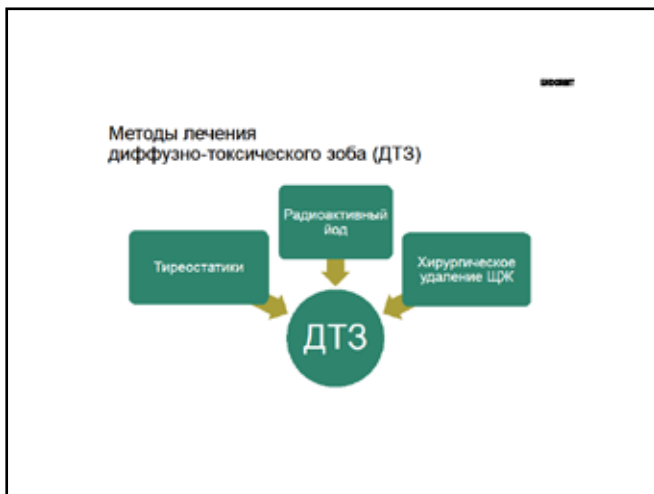 Методы лечения
диффузно-токсического зоба (ДТЗ)
Радиоактивный
йод
Тиреостатики
Хирургическое
удаление ЩЖ
ДТЗ